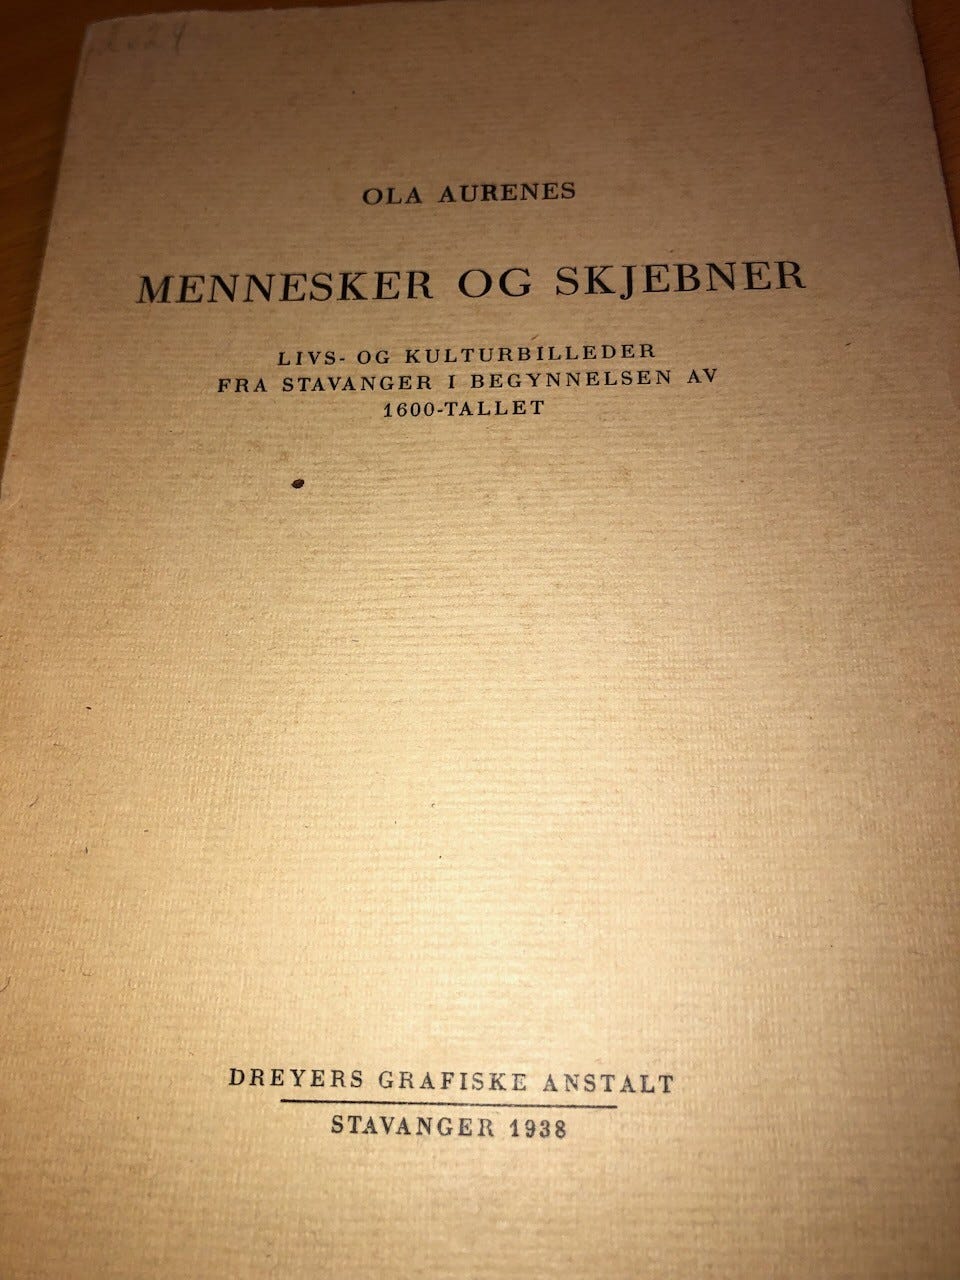 OLA AURENES
MENNESKER OG SKJEBNER
LIVS- OG KULTURBILLEDER
FRA STAVANGER I BEGYNNELSEN AV
1600-TALLET
DREYERS GRAFISKE ANSTALT
STAVANGER 1938